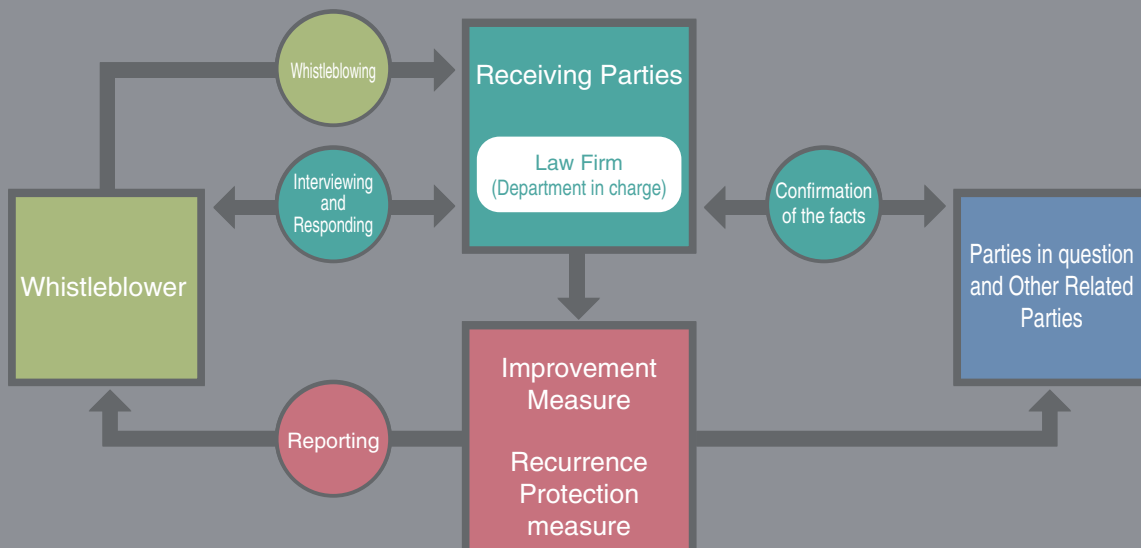 Whistleblowing
Receiving Parties
Law Firm
(Department in charge)
Interviewing
and
Responding
Confirmation
of the facts
Whistleblower
Parties in question
and Other Related
Parties
Improvement
Measure
Recurrence
Protection
measure
Reporting